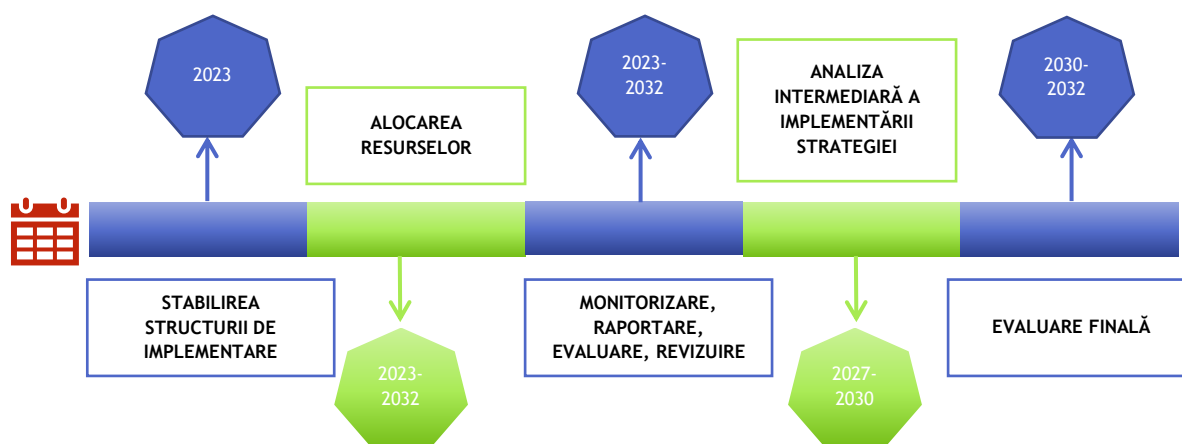 2023
STABILIREA
STRUCTURII DE
IMPLEMENTARE
ALOCAREA
RESURSELOR
2023-
2032
2023-
2032
MONITORIZARE,
RAPORTARE,
EVALUARE, REVIZUIRE
ANALIZA
INTERMEDIARĂ A
IMPLEMENTĂRII
STRATEGIEI
2027-
2030
2030-
2032
EVALUARE FINALĂ